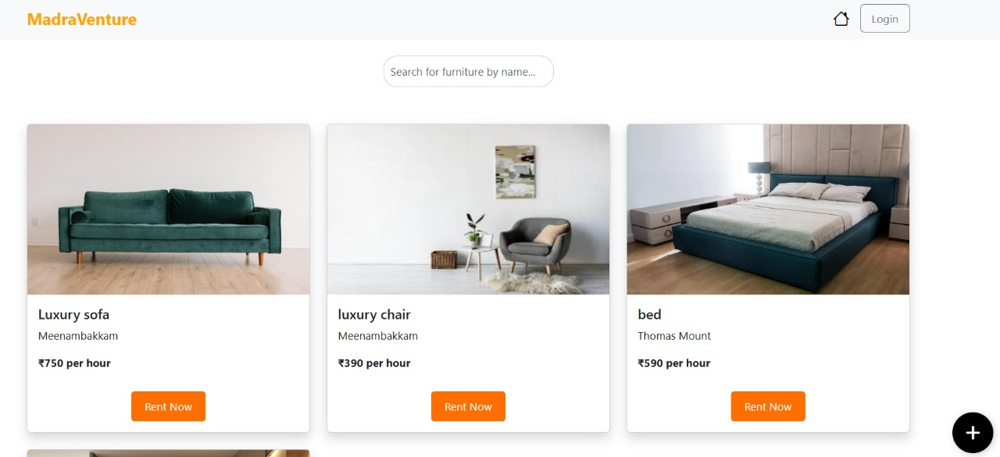 MadraVenture
Login
Search for furniture by name...
Luxury sofa
Meenambakkam
₹750 per hour
Rent Now
luxury chair
Meenambakkam
₹390 per hour
Rent Now
bed
Thomas Mount
₹590 per hour
Rent Now